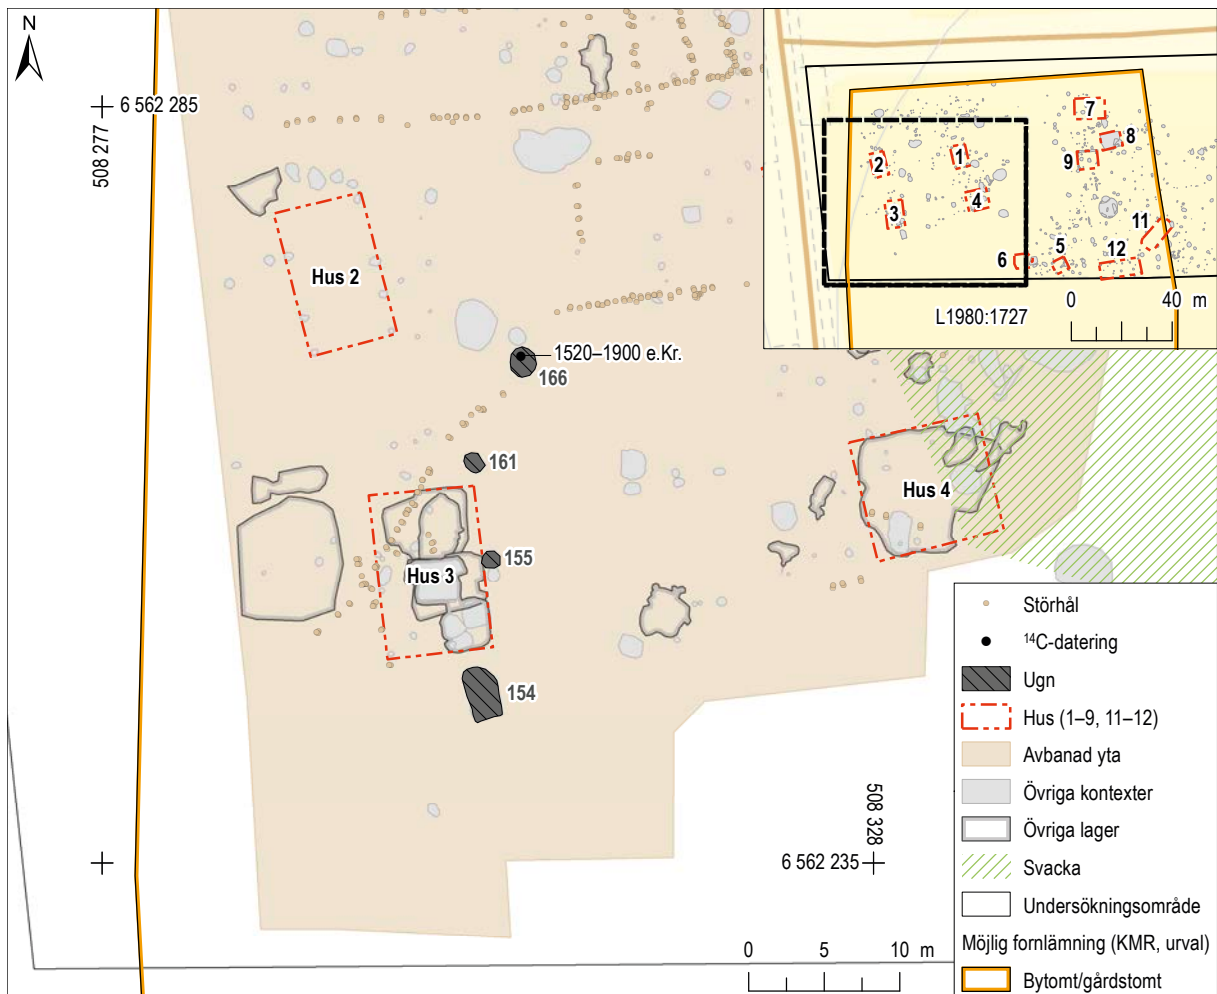 N
6 562 285
508 277
Hus 2
1520–1900 e.Kr.
166
161
155
Hus 3
154
Hus 4
508 328
6 562 235
0 5 10 m
7
8
9
1
2
3
4
11
5
6
12
0 40 m
L1980:1727
Störhål
¹⁴C-datering
Ugn
Hus (1–9, 11–12)
Avbanad yta
Övriga kontexter
Övriga lager
Svacka
Undersökningsområde
Möjlig fornlämning (KMR, urval)
Bytomt/gårdstomt